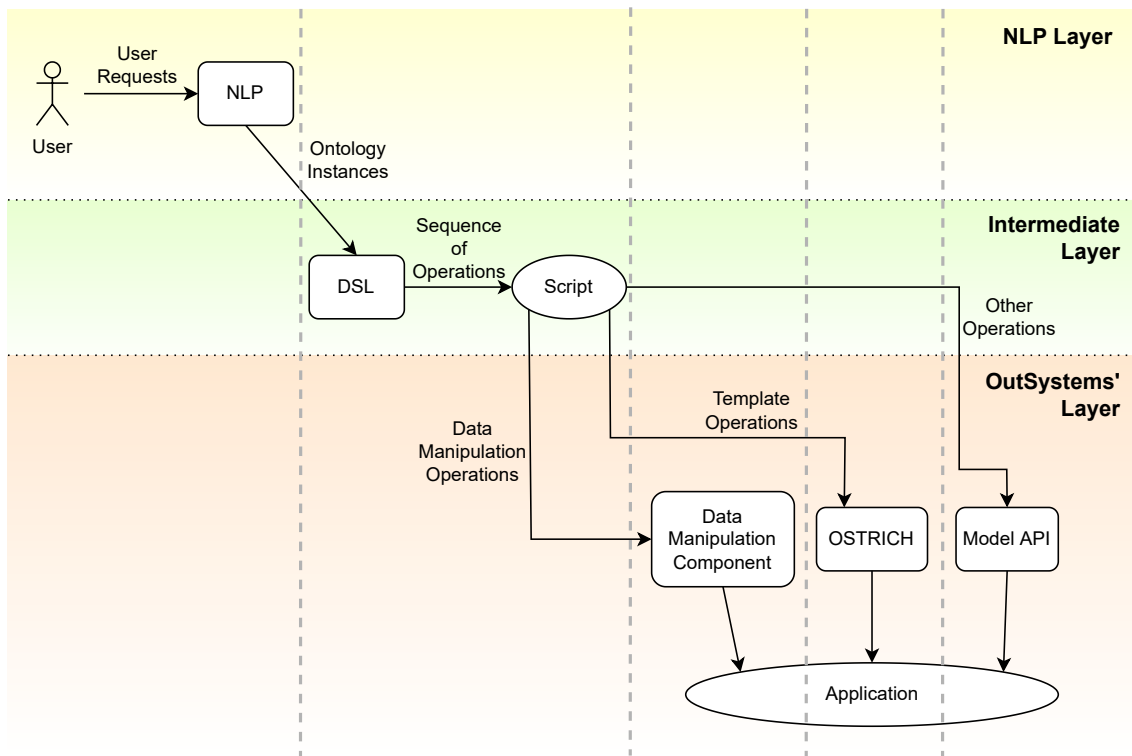 NLP Layer
User
Requests
NLP
User
Ontology
Instances
Intermediate
Layer
Sequence
of
Operations
DSL
Script
Other
Operations
OutSystems'
Layer
Template
Operations
Data
Manipulation
Operations
Data
Manipulation
Component
OSTRICH
Model API
Application